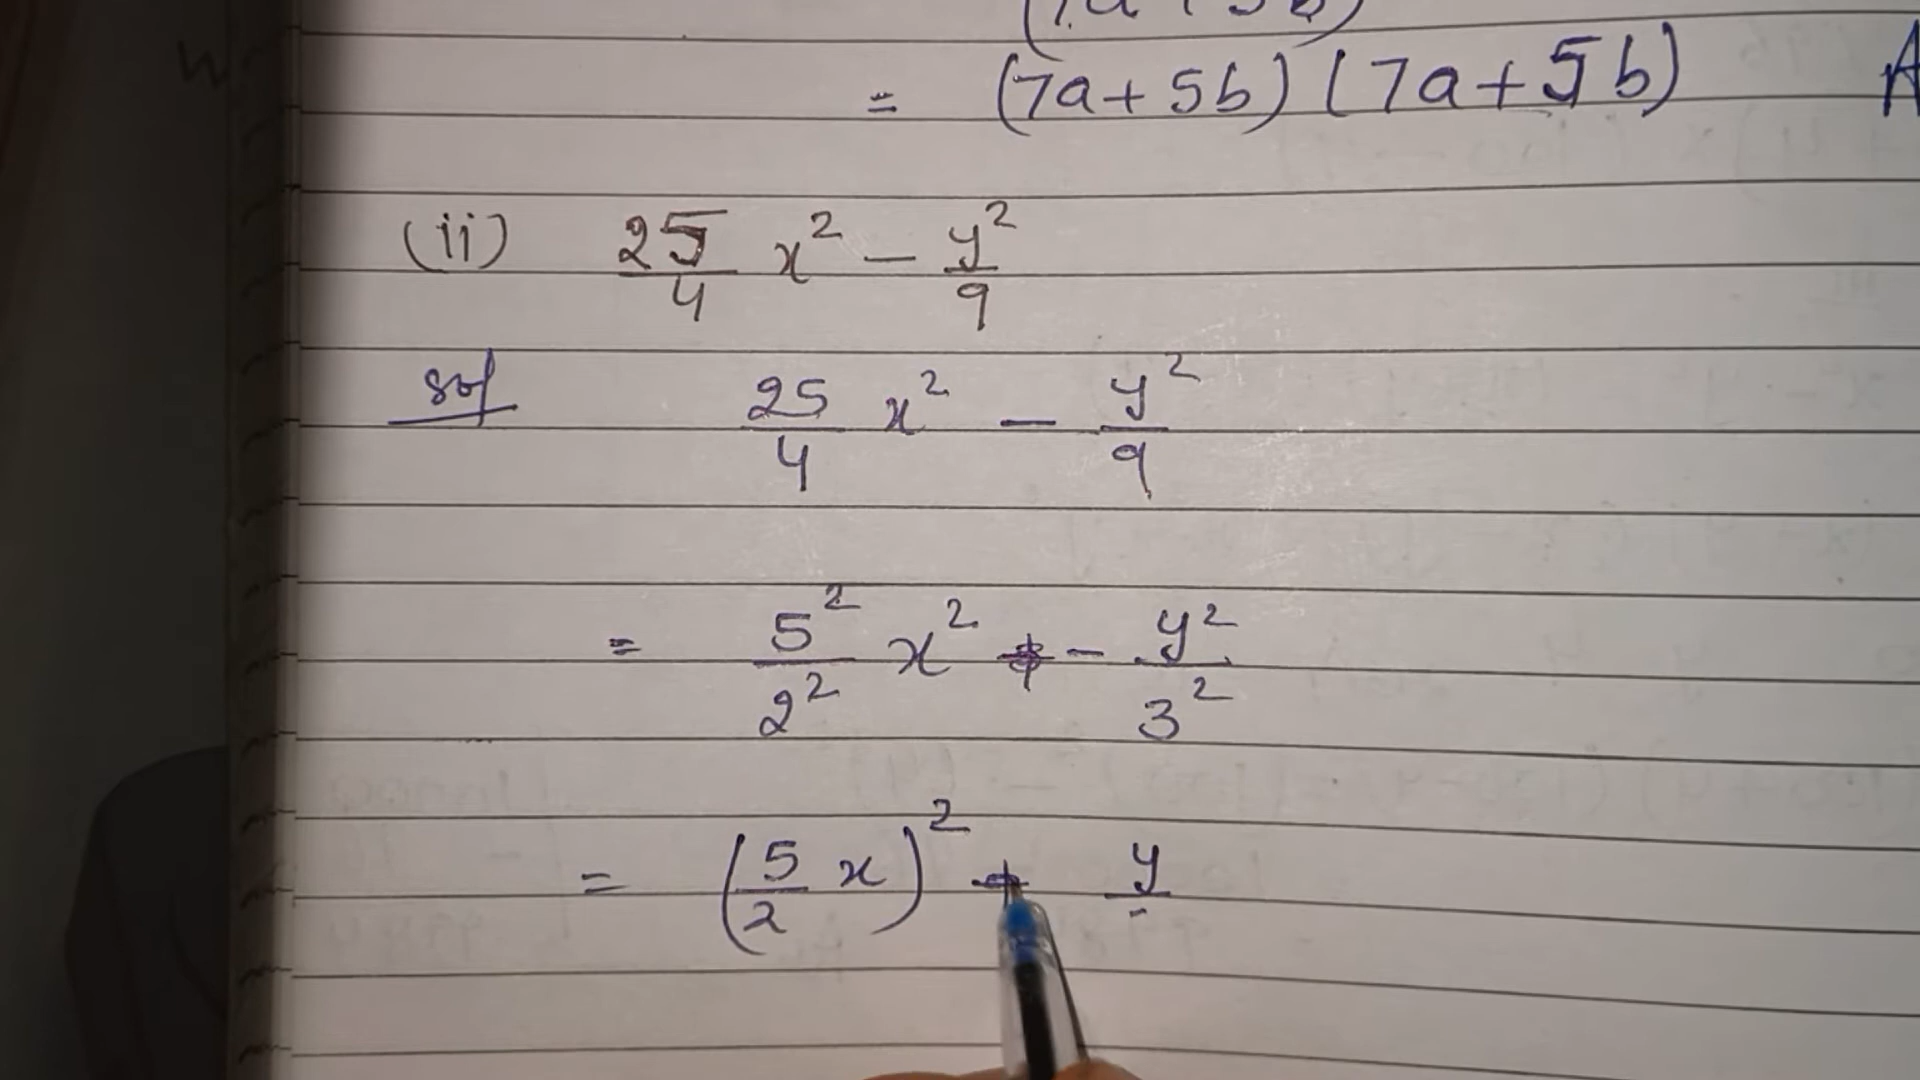 = (7a+5b) (7a+5b)
(ii) 25/4 x² - y²/9
sol 25/4 x² - y²/9
= 5²/2² x² - y²/3²
= (5/2 x)² + y